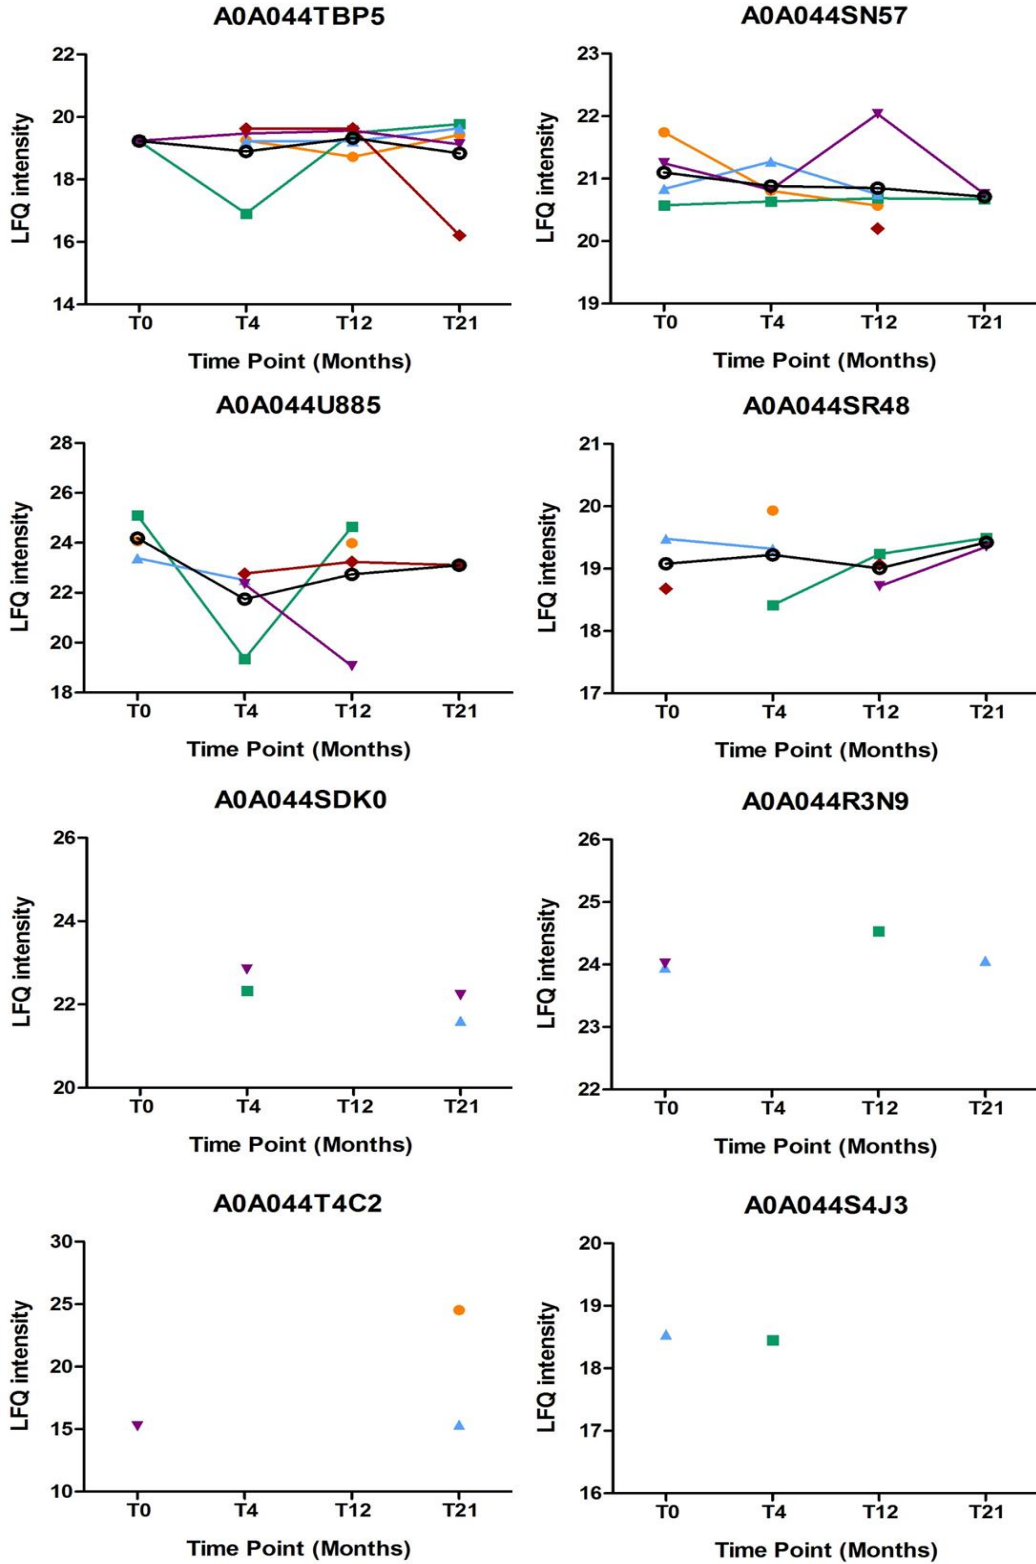 A0A044TBP5
LFQ intensity
22
20
18
16
14
T0 T4 T12 T21
Time Point (Months)
A0A044SN57
LFQ intensity
23
22
21
20
19
T0 T4 T12 T21
Time Point (Months)
A0A044U885
LFQ intensity
28
26
24
22
20
18
T0 T4 T12 T21
Time Point (Months)
A0A044SR48
LFQ intensity
21
20
19
18
17
T0 T4 T12 T21
Time Point (Months)
A0A044SDK0
LFQ intensity
26
24
22
20
T0 T4 T12 T21
Time Point (Months)
A0A044R3N9
LFQ intensity
26
25
24
23
22
T0 T4 T12 T21
Time Point (Months)
A0A044T4C2
LFQ intensity
30
25
20
15
10
T0 T4 T12 T21
Time Point (Months)
A0A044S4J3
LFQ intensity
20
19
18
17
16
T0 T4 T12 T21
Time Point (Months)